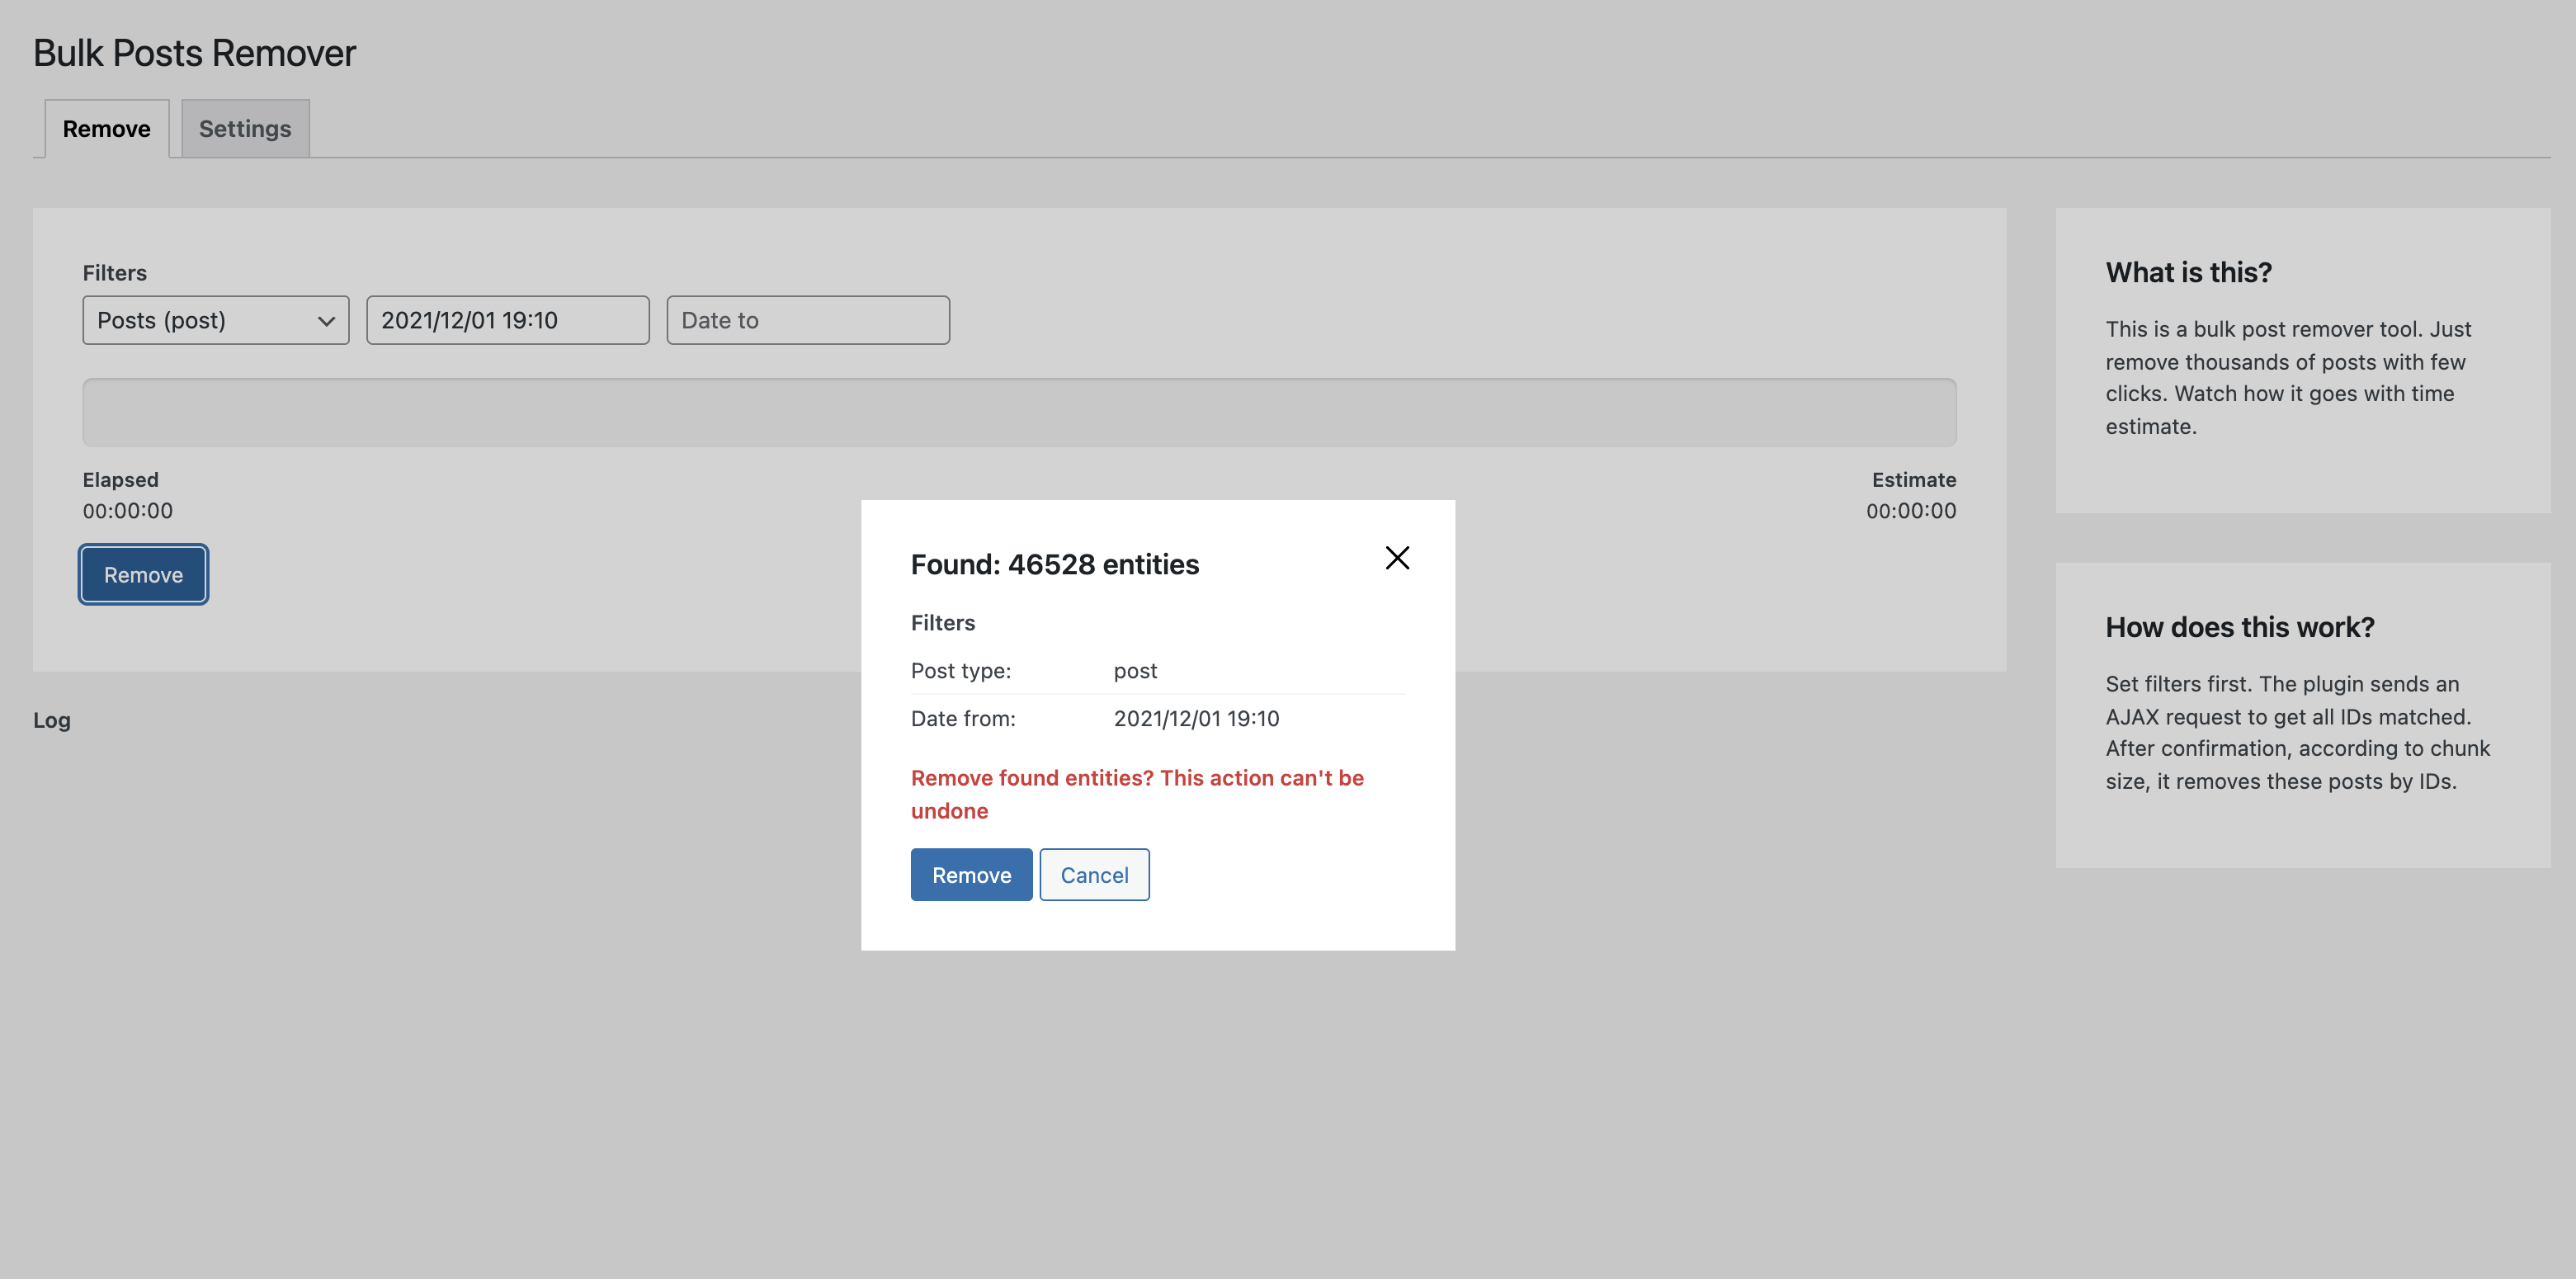 Bulk Posts Remover
Remove
Settings
Filters
Posts (post)
2021/12/01 19:10
Date to
Elapsed
00:00:00
Estimate
00:00:00
Remove
Log
Found: 46528 entities
Filters
Post type: post
Date from: 2021/12/01 19:10
Remove found entities? This action can't be
undone
Remove
Cancel
What is this?
This is a bulk post remover tool. Just
remove thousands of posts with few
clicks. Watch how it goes with time
estimate.
How does this work?
Set filters first. The plugin sends an
AJAX request to get all IDs matched.
After confirmation, according to chunk
size, it removes these posts by IDs.